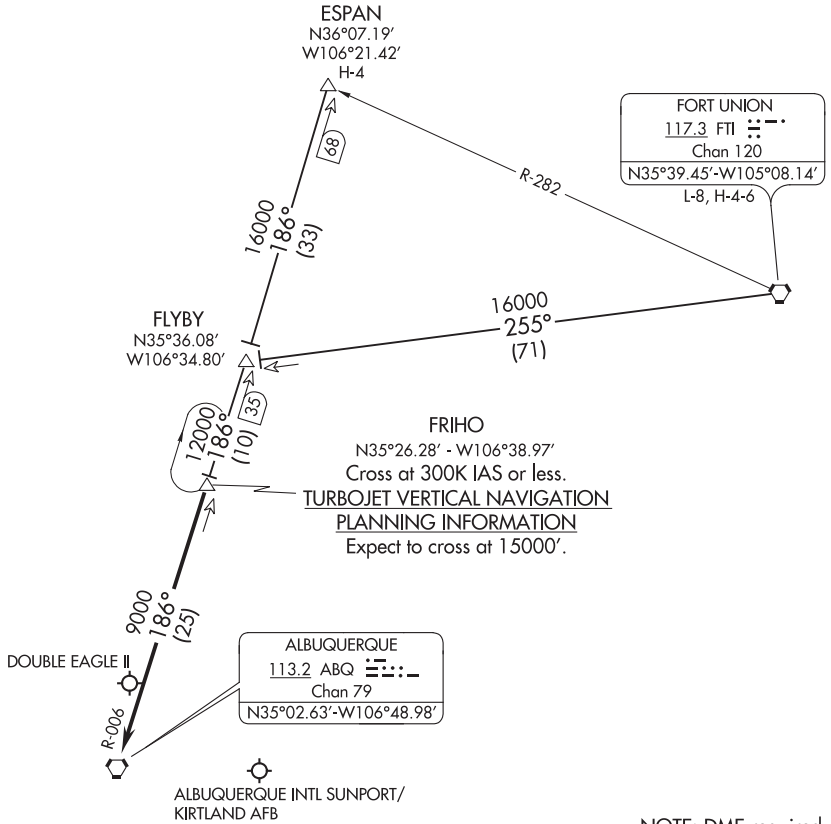 ESPAN
N36°07.19'
W106°21.42'
H-4
68
FORT UNION
117.3 FTI
Chan 120
N35°39.45'-W105°08.14'
L-8, H-4-6
R-282
16000
186°
(33)
16000
255°
(71)
FLYBY
N35°36.08'
W106°34.80'
35
12000
186°
(10)
FRIHO
N35°26.28' - W106°38.97'
Cross at 300K IAS or less.
TURBOJET VERTICAL NAVIGATION
PLANNING INFORMATION
Expect to cross at 15000'.
9000
186°
(25)
DOUBLE EAGLE II
R-006
ALBUQUERQUE
113.2 ABQ
Chan 79
N35°02.63'-W106°48.98'
ALBUQUERQUE INTL SUNPORT/
KIRTLAND AFB